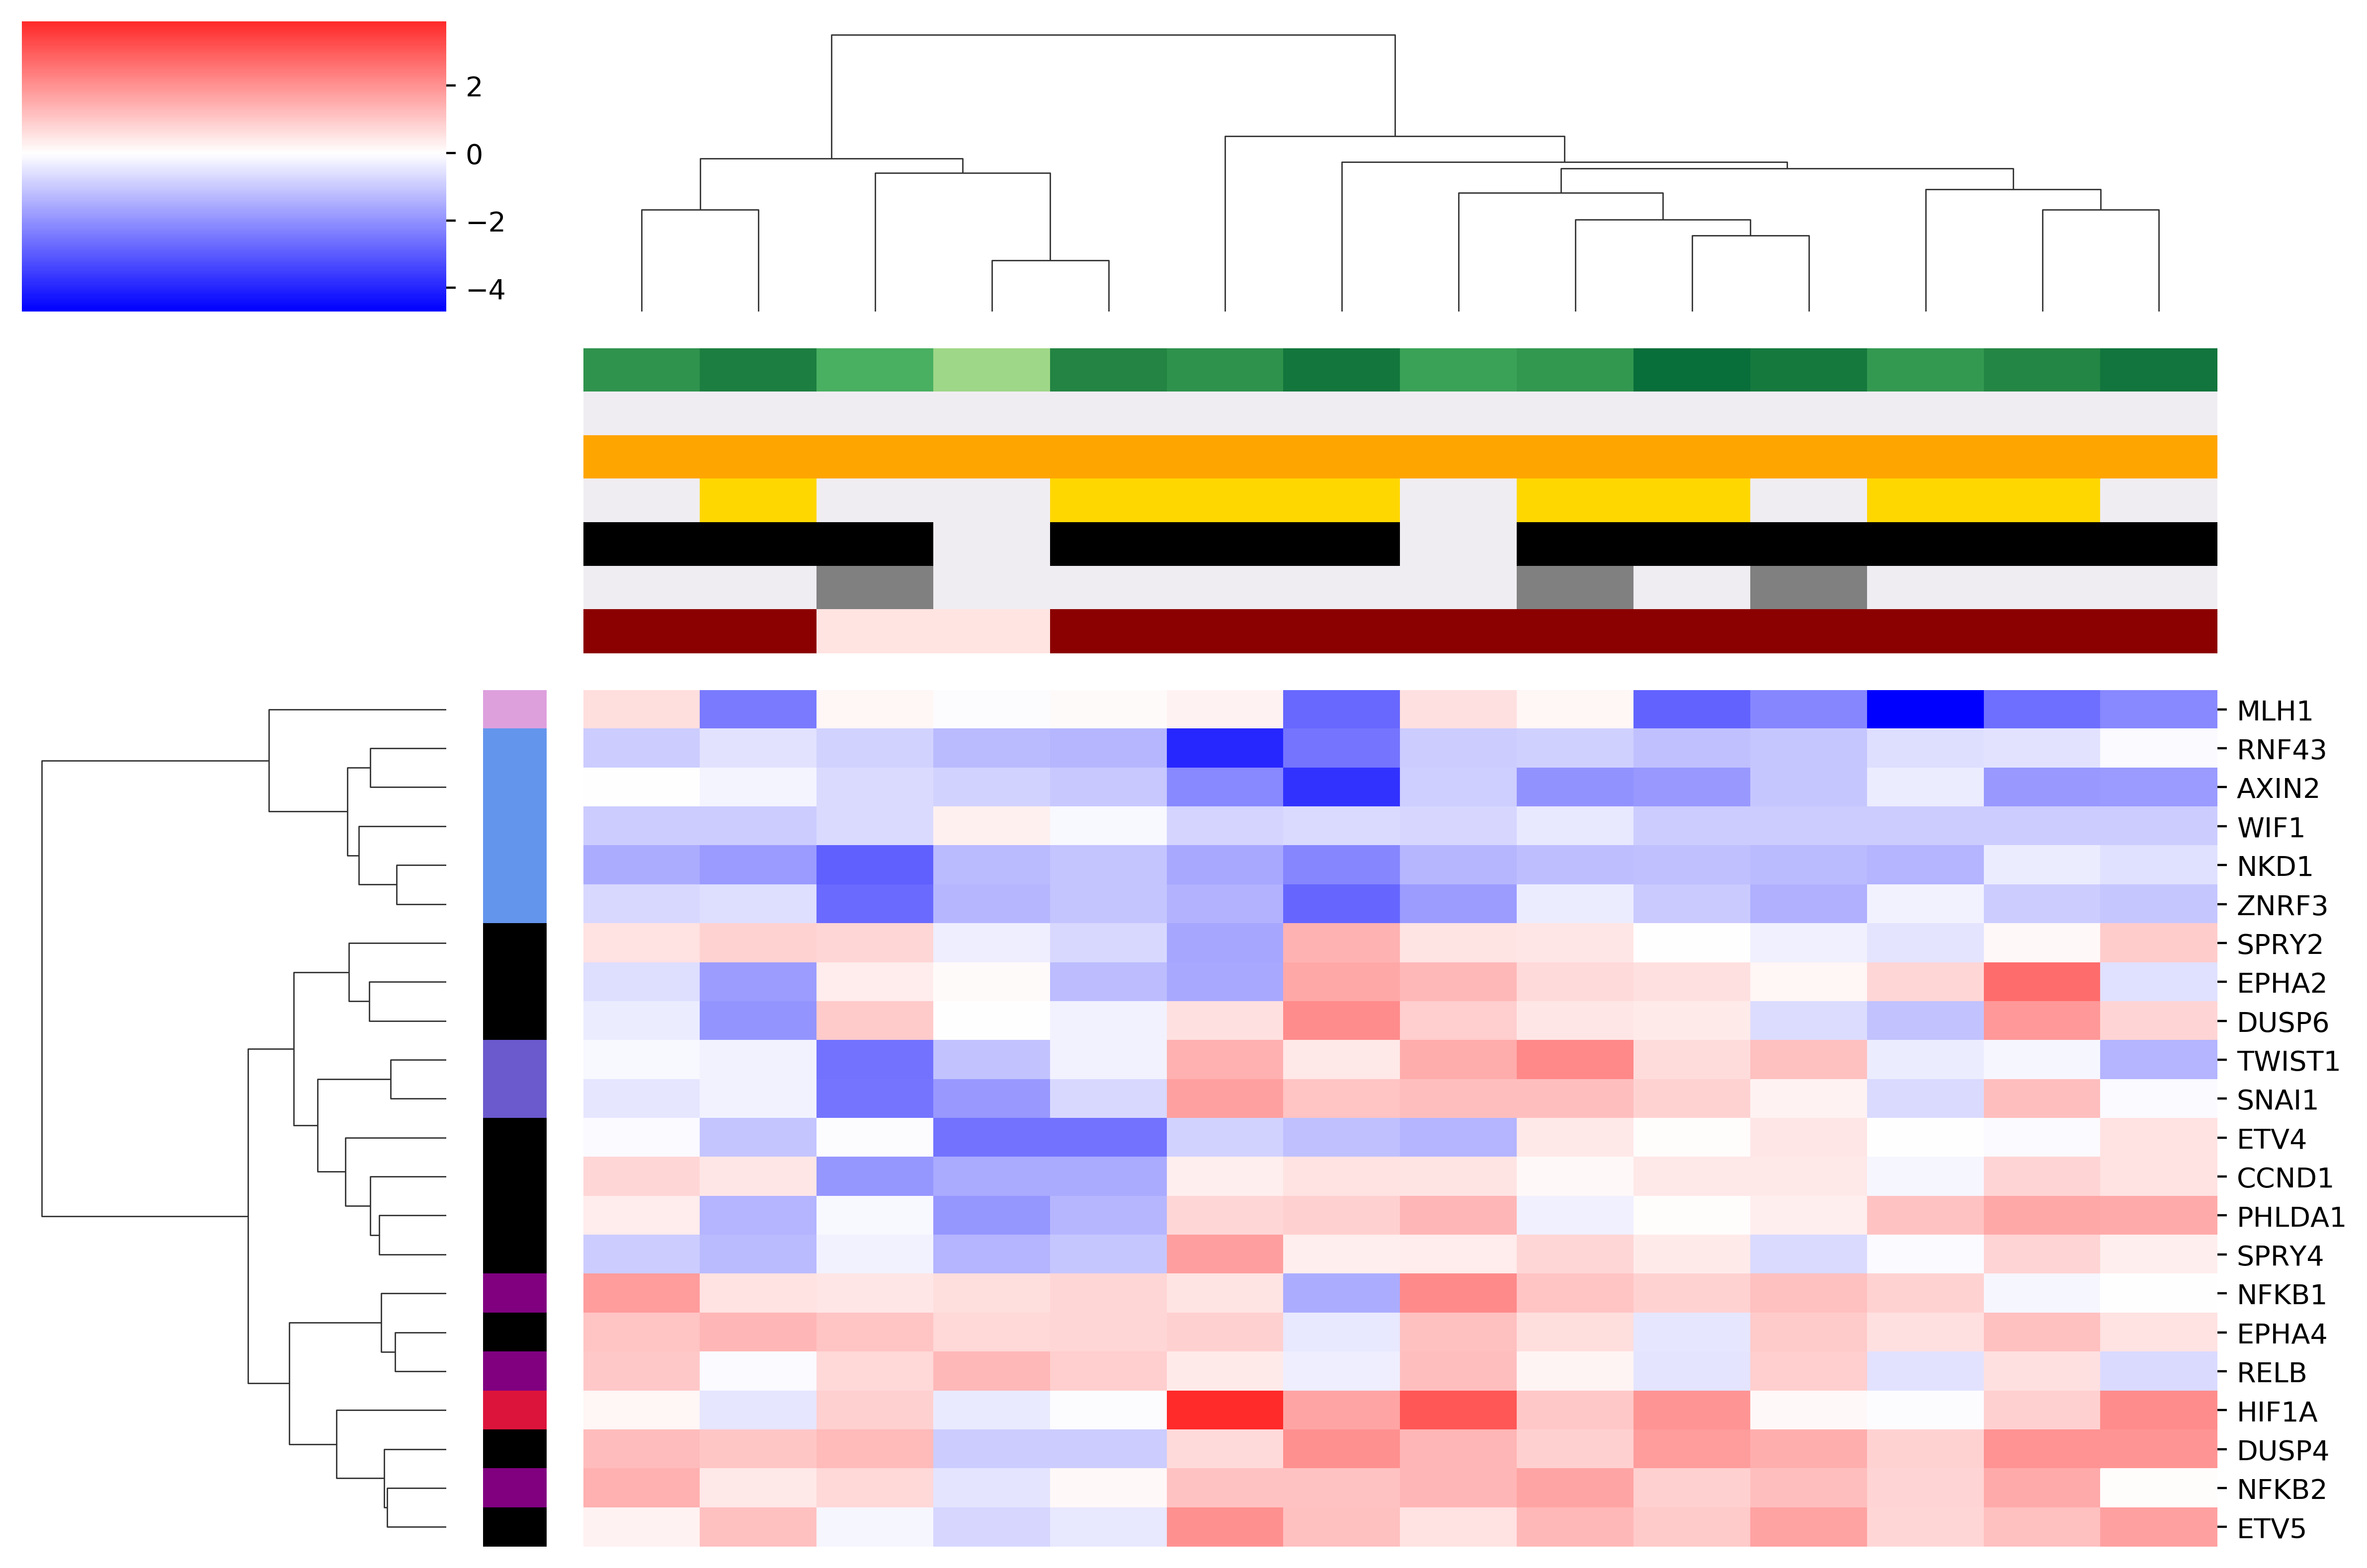 2
0
−2
−4
MLH1
RNF43
AXIN2
WIF1
NKD1
ZNRF3
SPRY2
EPHA2
DUSP6
TWIST1
SNAI1
ETV4
CCND1
PHLDA1
SPRY4
NFKB1
EPHA4
RELB
HIF1A
DUSP4
NFKB2
ETV5